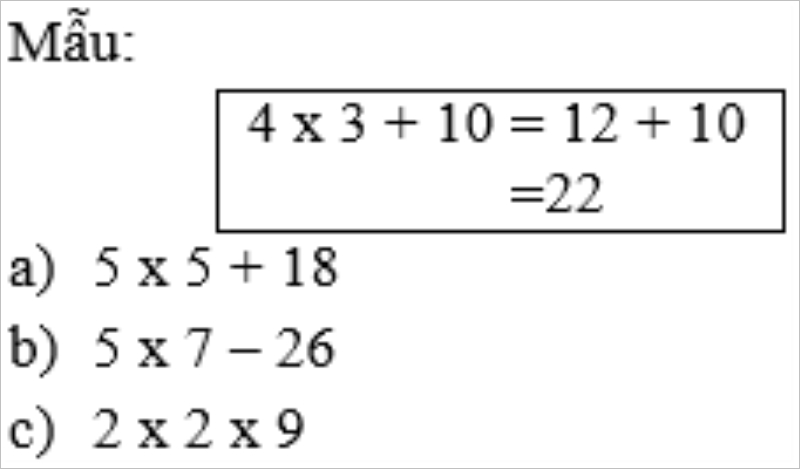 Mẫu:
4 x 3 + 10 = 12 + 10
=22
a) 5 x 5 + 18
b) 5 x 7 – 26
c) 2 x 2 x 9